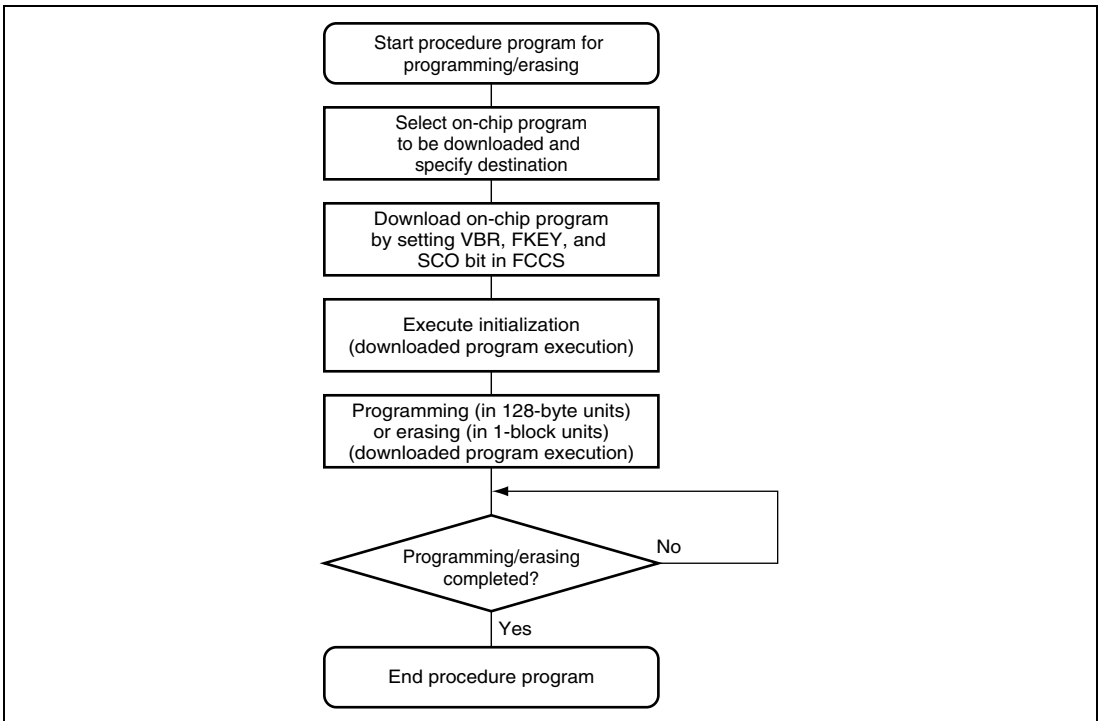 Start procedure program for
programming/erasing
Select on-chip program
to be downloaded and
specify destination
Download on-chip program
by setting VBR, FKEY, and
SCO bit in FCCS
Execute initialization
(downloaded program execution)
Programming (in 128-byte units)
or erasing (in 1-block units)
(downloaded program execution)
Programming/erasing
completed?
No
Yes
End procedure program